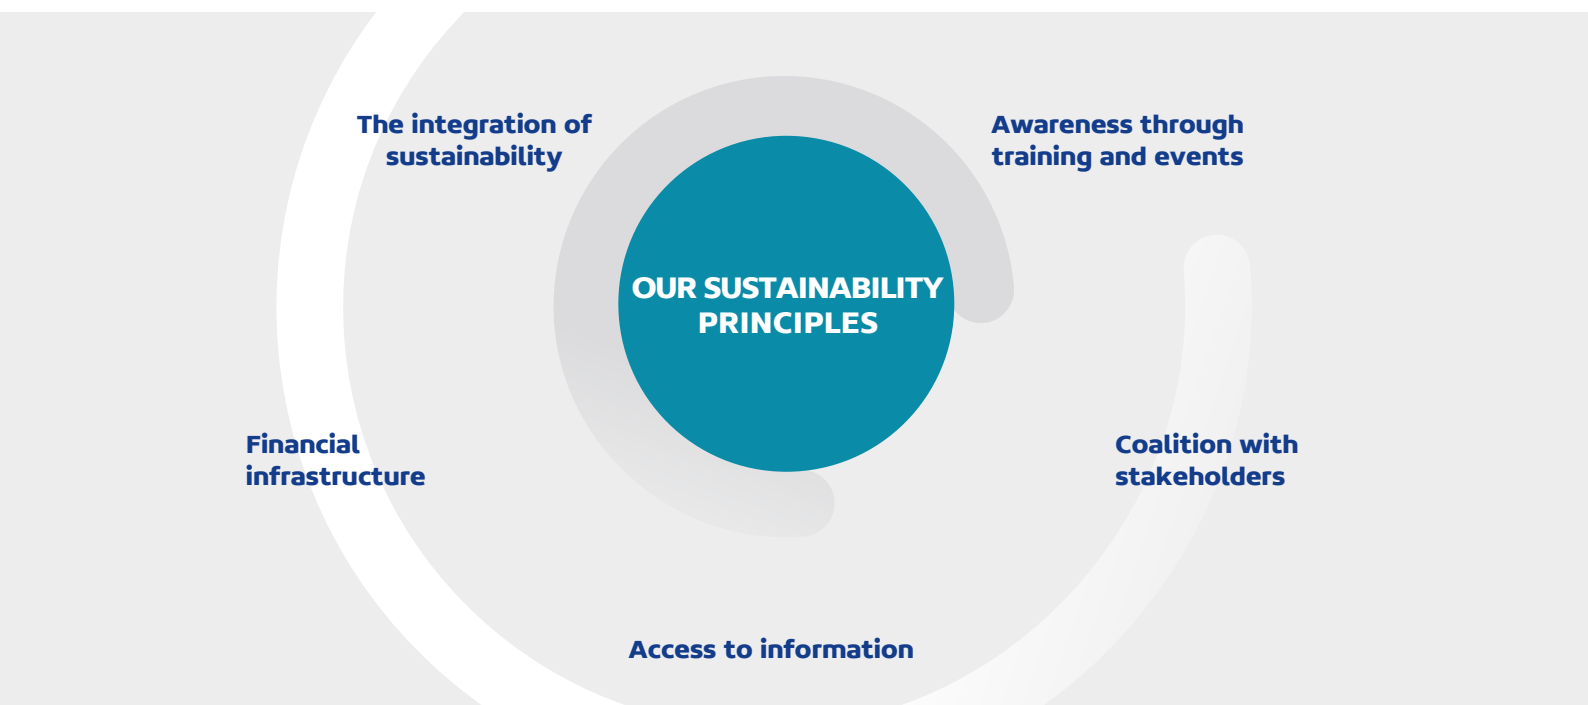 The integration of
sustainability
Awareness through
training and events
OUR SUSTAINABILITY
PRINCIPLES
Financial
infrastructure
Coalition with
stakeholders
Access to information